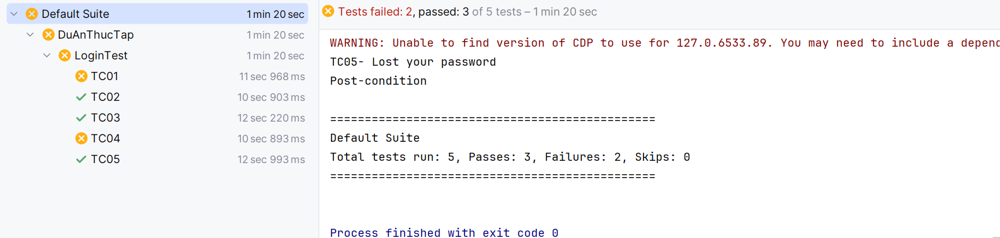 Default Suite 1 min 20 sec
DuAnThucTap 1 min 20 sec
LoginTest 1 min 20 sec
TC01 11 sec 968 ms
TC02 10 sec 903 ms
TC03 12 sec 220 ms
TC04 10 sec 893 ms
TC05 12 sec 993 ms
Tests failed: 2, passed: 3 of 5 tests – 1 min 20 sec
WARNING: Unable to find version of CDP to use for 127.0.6533.89. You may need to include a depend
TC05- Lost your password
Post-condition
===============================================
Default Suite
Total tests run: 5, Passes: 3, Failures: 2, Skips: 0
===============================================
Process finished with exit code 0